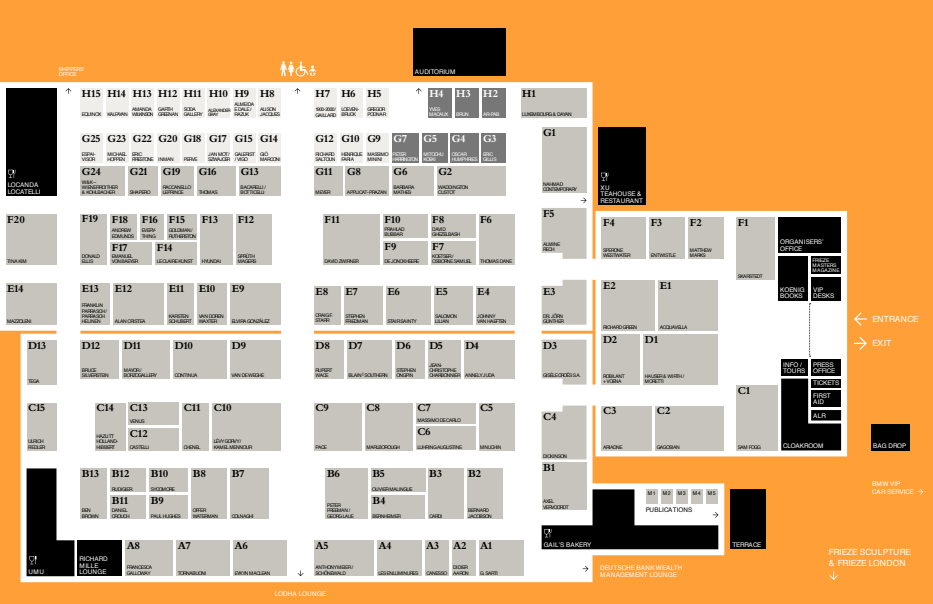 AUDITORIUM
SHIPPERS'
OFFICE
H15
EQUINOX
H14
KALFAYAN
H13
AMANDA
WILKINSON
H12
GARTH
GREENAN
H11
SODA
GALLERY
H10
ALEXANDER
GRAY
H9
ALMEIDA
E DALE /
RAZUK
H8
ALISON
JACQUES
H7
1900-2000 /
GAILLARD
H6
LOEVEN-
BRUCK
H5
GREGOR
PODNAR
H4
YVES
MACAUX
H3
BRUN
H2
AR-PAB
H1
LUXEMBOURG & DAYAN
G25
ESPAI-
VISOR
G23
MICHAEL
HOPPEN
G22
ERIC
FIRESTONE
G20
INMAN
G18
PERVE
G17
JAN MOT /
SZWAJCER
G15
GALERIST
/ VIGO
G14
GIÓ
MARCONI
G12
RICHARD
SALTOUN
G10
HENRIQUE
FARIA
G9
MASSIMO
MININI
G7
PETER
HARRINGTON
G5
MITOCHU
KOEKI
G4
OSCAR
HUMPHRIES
G3
ERIC
GILLIS
G1
NAHMAD
CONTEMPORARY
LOCANDA
LOCATELLI
G24
W&K –
WIENERROITHER
& KOHLBACHER
G21
SHAPERO
G19
RACCANELLO
LEPRINCE
G16
THOMAS
G13
BACARELLI /
BOTTICELLI
G11
MEYER
G8
APPLICAT-PRAZAN
G6
BARBARA
MATHES
G2
WADDINGTON
CUSTOT
XU
TEAHOUSE &
RESTAURANT
F20
TINA KIM
F19
DONALD
ELLIS
F18
ANDREW
EDMUNDS
F16
EVERY-
THING
F15
GOLDMAN /
RUTHERSTON
F13
HYUNDAI
F12
SPRÜTH
MAGERS
F17
EMANUEL
VON BAEYER
F14
LECLAIRE KUNST
F11
DAVID ZWIRNER
F10
PRAHLAD
BUBBAR
F8
DAVID
GHEZELBASH
F6
THOMAS DANE
F9
DE JONCKHEERE
F7
KOETSER /
OSBORNE SAMUEL
F5
ALMINE
RECH
F4
SPERONE
WESTWATER
F3
ENTWISTLE
F2
MATTHEW
MARKS
F1
SKARSTEDT
ORGANISERS'
OFFICE
FRIEZE
MASTERS
MAGAZINE
KOENIG
BOOKS
VIP
DESKS
E14
MAZZOLENI
E13
FRANKLIN
PARRASCH /
PARRASCH
HEIJNEN
E12
ALAN CRISTEA
E11
KARSTEN
SCHUBERT
E10
VAN DOREN
WAXTER
E9
ELVIRA GONZÁLEZ
E8
CRAIG F.
STARR
E7
STEPHEN
FRIEDMAN
E6
STAIR SAINTY
E5
SALOMON
LILIAN
E4
JOHNNY
VAN HAEFTEN
E3
DR. JÖRN
GÜNTHER
E2
RICHARD GREEN
E1
ACQUAVELLA
ENTRANCE
EXIT
D13
TEGA
D12
BRUCE
SILVERSTEIN
D11
MAYOR /
BORZO GALLERY
D10
CONTINUA
D9
VAN DE WEGHE
D8
RUPERT
WACE
D7
BLAIN | SOUTHERN
D6
STEPHEN
ONGPIN
D5
JEAN-
CHRISTOPHE
CHARBONNIER
D4
ANNELY JUDA
D3
GISÈLE CROËS S.A.
D2
ROBILANT
+ VOENA
D1
HAUSER & WIRTH /
MORETTI
INFO /
TOURS
PRESS
OFFICE
TICKETS
FIRST
AID
ALR
CLOAKROOM
C15
ULRICH
FIEDLER
C14
HAZLITT
HOLLAND-
HIBBERT
C13
VENUS
C12
CASTELLI
C11
CHENEL
C10
LÉVY GORVY /
KAMEL MENNOUR
C9
PACE
C8
MARLBOROUGH
C7
MASSIMO DE CARLO
C6
LUHRING AUGUSTINE
C5
MNUCHIN
C4
DICKINSON
C3
ARIADNE
C2
GAGOSIAN
C1
SAM FOGG
BAG DROP
B13
BEN
BROWN
B12
RUDIGIER
B10
SYCOMORE
B8
OFFER
WATERMAN
B7
COLNAGHI
B11
DANIEL
CROUCH
B9
PAUL HUGHES
B6
PETER
FREEMAN /
GEORG LAUE
B5
OLIVIER MALINGUE
B4
BERNHEIMER
B3
CARDI
B2
BERNARD
JACOBSON
B1
AXEL
VERVOORDT
M1
M2
M3
M4
M5
PUBLICATIONS
BMW VIP
CAR SERVICE
UMU
RICHARD
MILLE
LOUNGE
A8
FRANCESCA
GALLOWAY
A7
TORNABUONI
A6
EWYN MACLEAN
A5
ANTHONY MEIER /
SCHÖNEWALD
A4
LES ENLUMINURES
A3
CANESSO
A2
DIDIER
AARON
A1
G. SARTI
GAIL'S BAKERY
TERRACE
DEUTSCHE BANK WEALTH
MANAGEMENT LOUNGE
FRIEZE SCULPTURE
& FRIEZE LONDON
LODHA LOUNGE